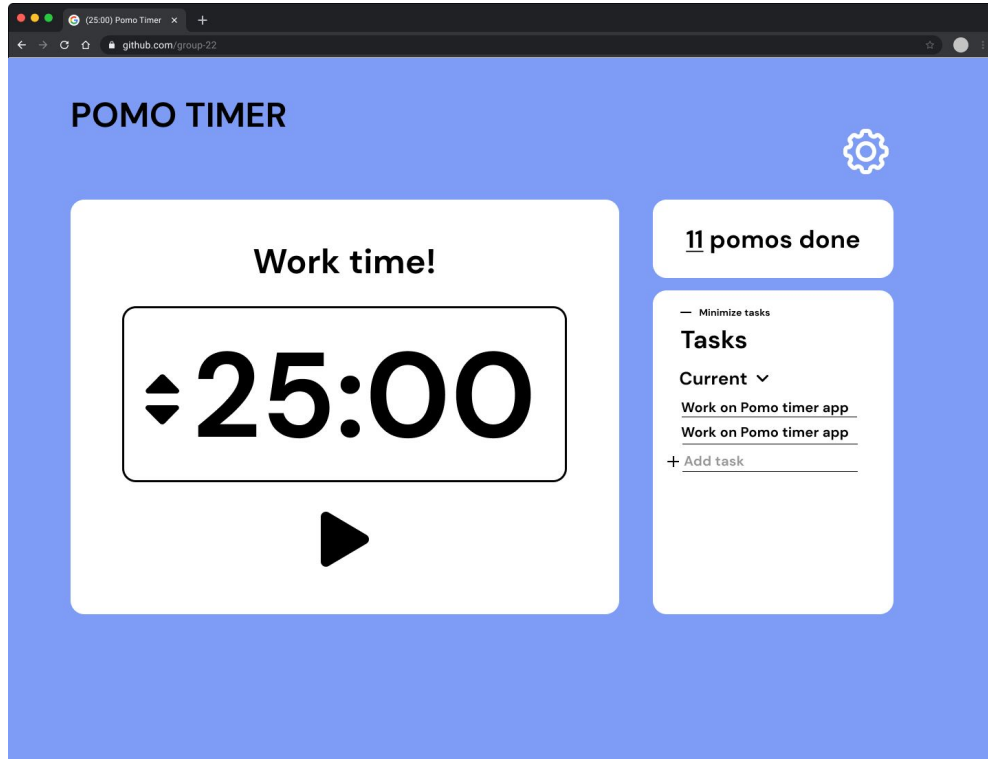 (25:00) Pomo Timer
github.com/group-22
POMO TIMER
Work time!
25:00
11 pomos done
Minimize tasks
Tasks
Current
Work on Pomo timer app
Work on Pomo timer app
Add task